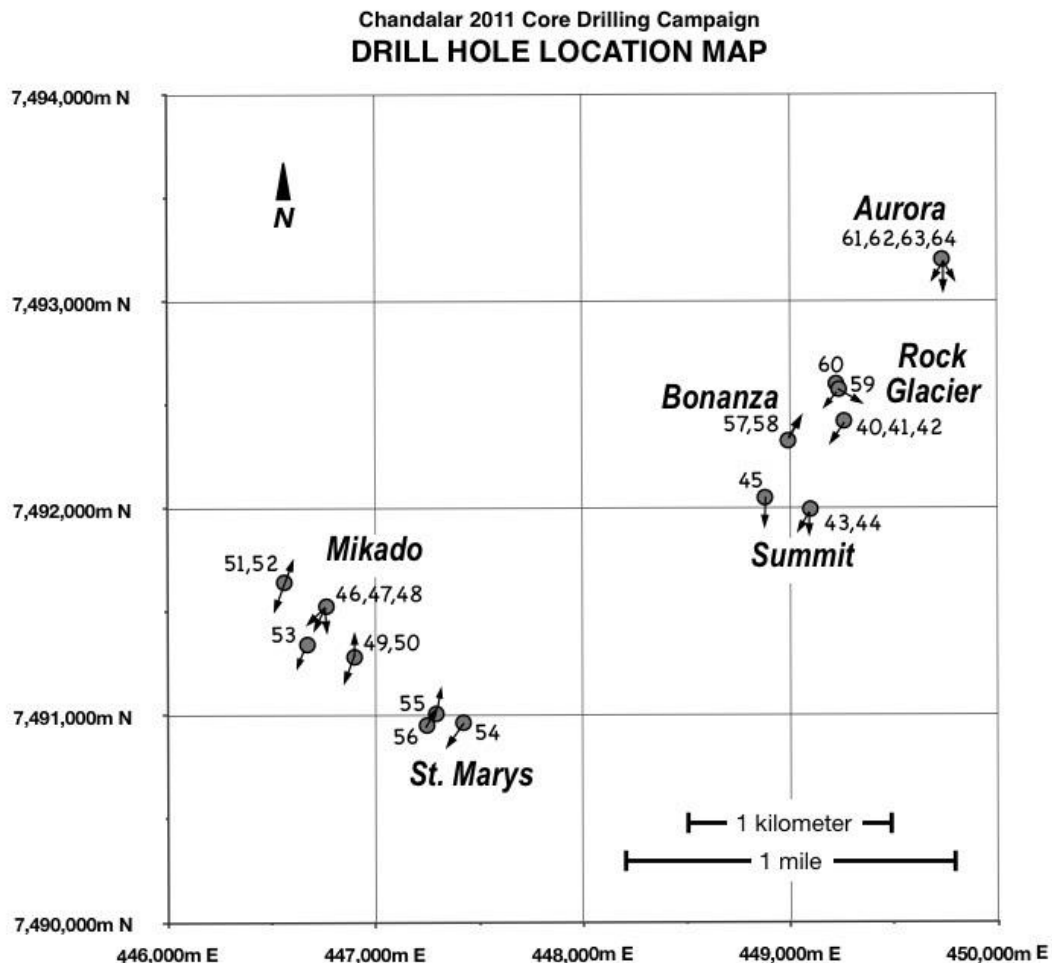 Chandalar 2011 Core Drilling Campaign
DRILL HOLE LOCATION MAP
7,494,000m N
N
Aurora
61,62,63,64
7,493,000m N
60
59
Rock
Glacier
Bonanza
57,58
40,41,42
45
7,492,000m N
43,44
Summit
Mikado
51,52
46,47,48
53
49,50
55
7,491,000m N
56
54
St. Marys
1 kilometer
1 mile
7,490,000m N
446,000m E
447,000m E
448,000m E
449,000m E
450,000m E